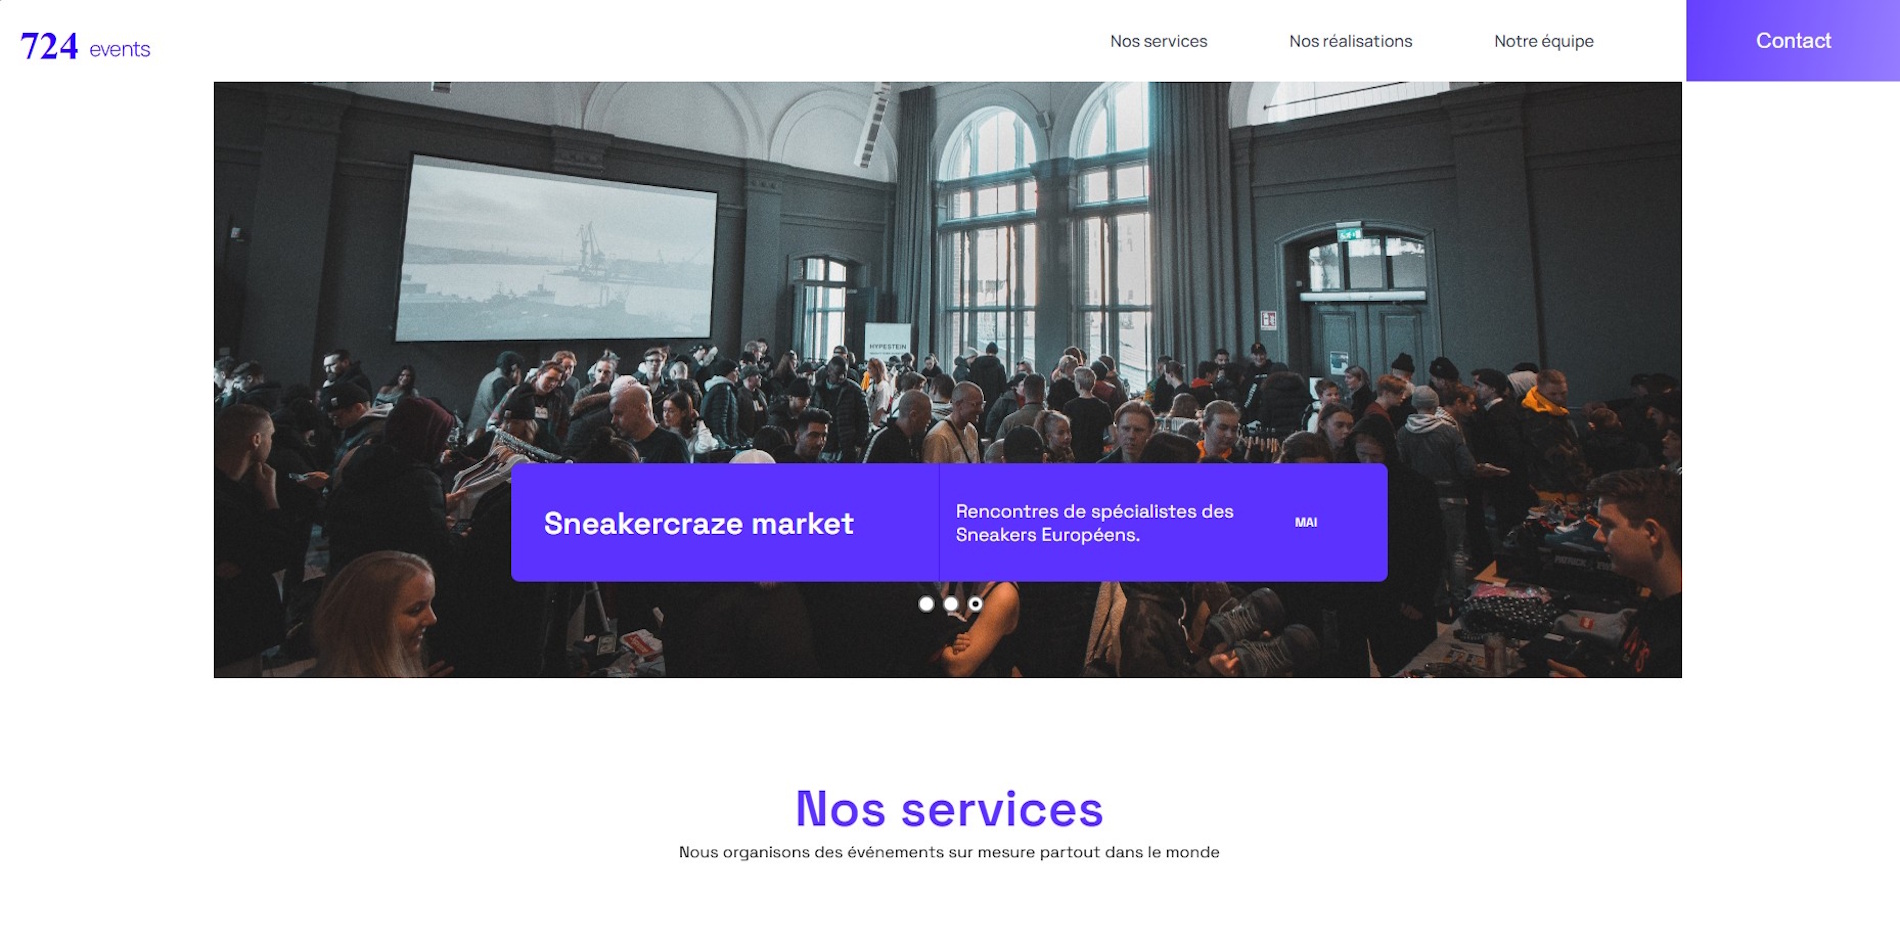 724 events
Nos services
Nos réalisations
Notre équipe
Contact
HYPESTEIN
Sneakercraze market
Rencontres de spécialistes des
Sneakers Européens.
MAI
Nos services
Nous organisons des événements sur mesure partout dans le monde